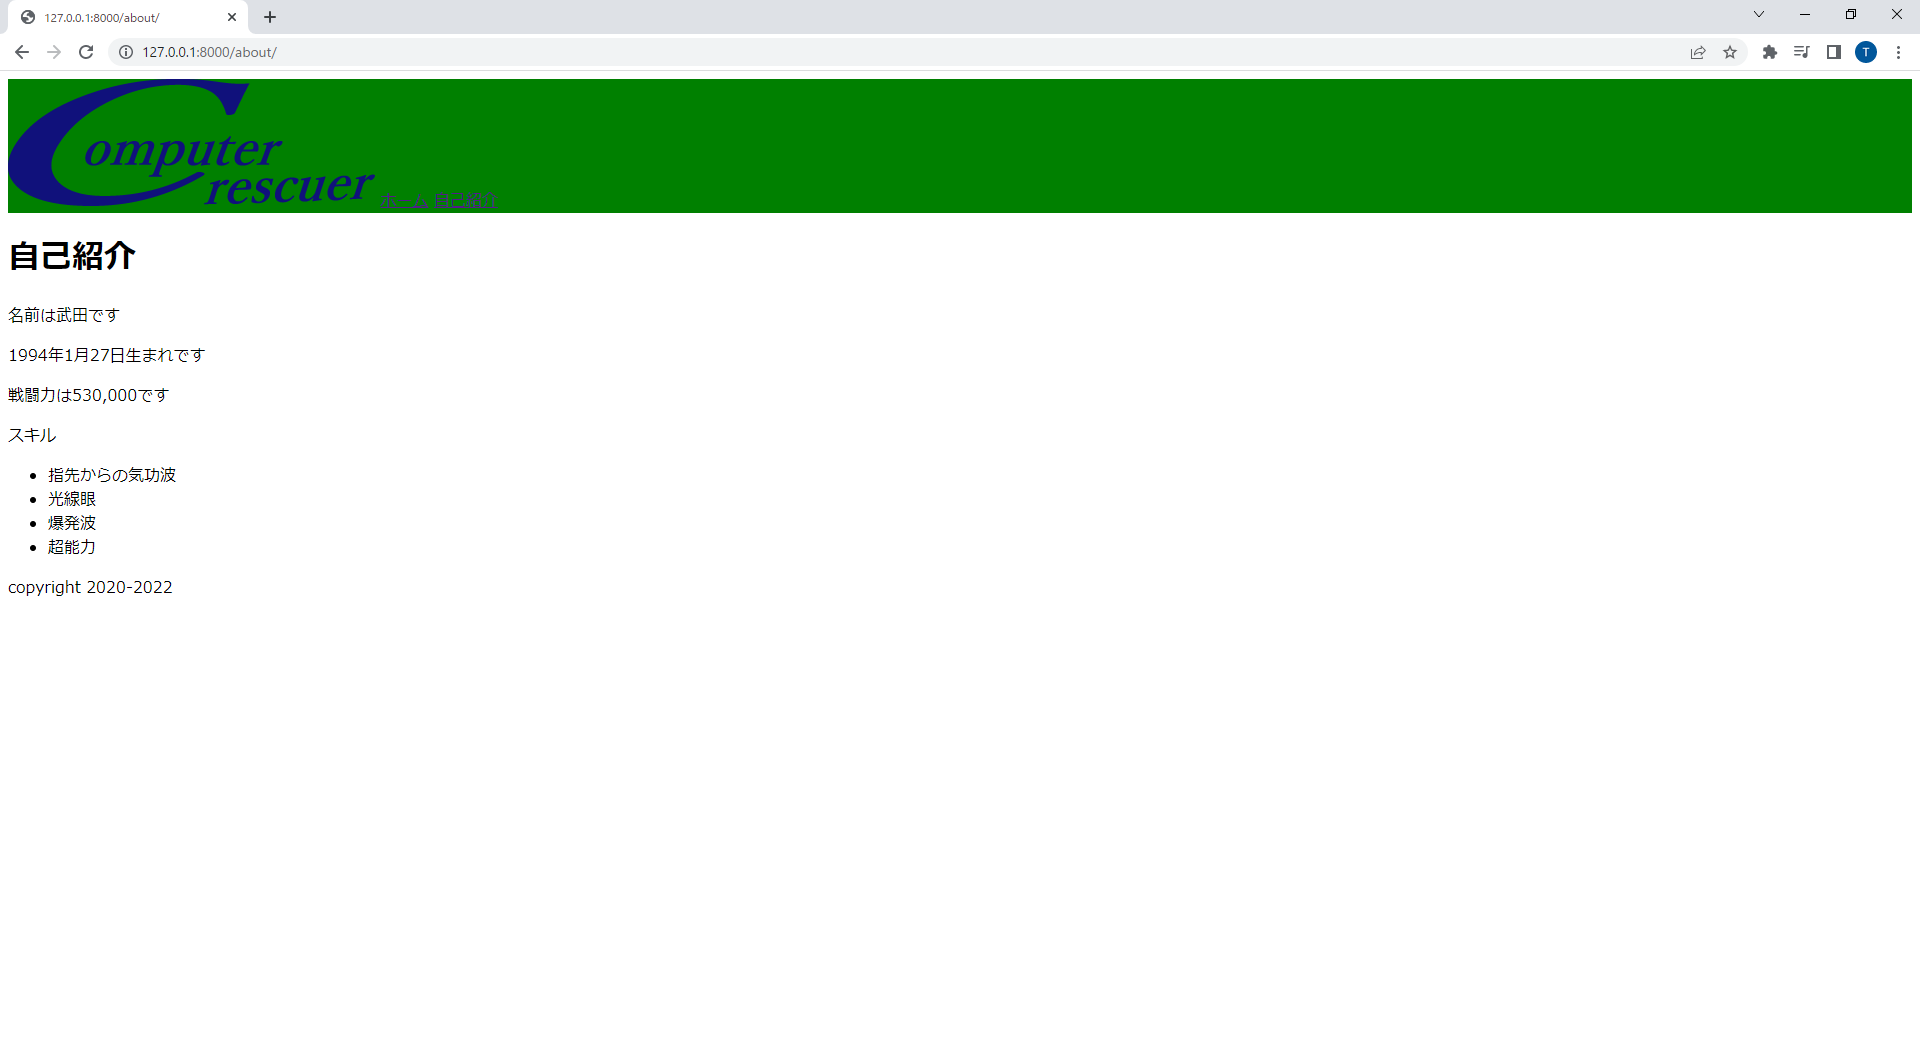 127.0.0.1:8000/about/
127.0.0.1:8000/about/
T
Computer
rescuer ホーム 自己紹介
自己紹介
名前は武田です
1994年1月27日生まれです
戦闘力は530,000です
スキル
指先からの気功波
光線眼
爆発波
超能力
copyright 2020-2022